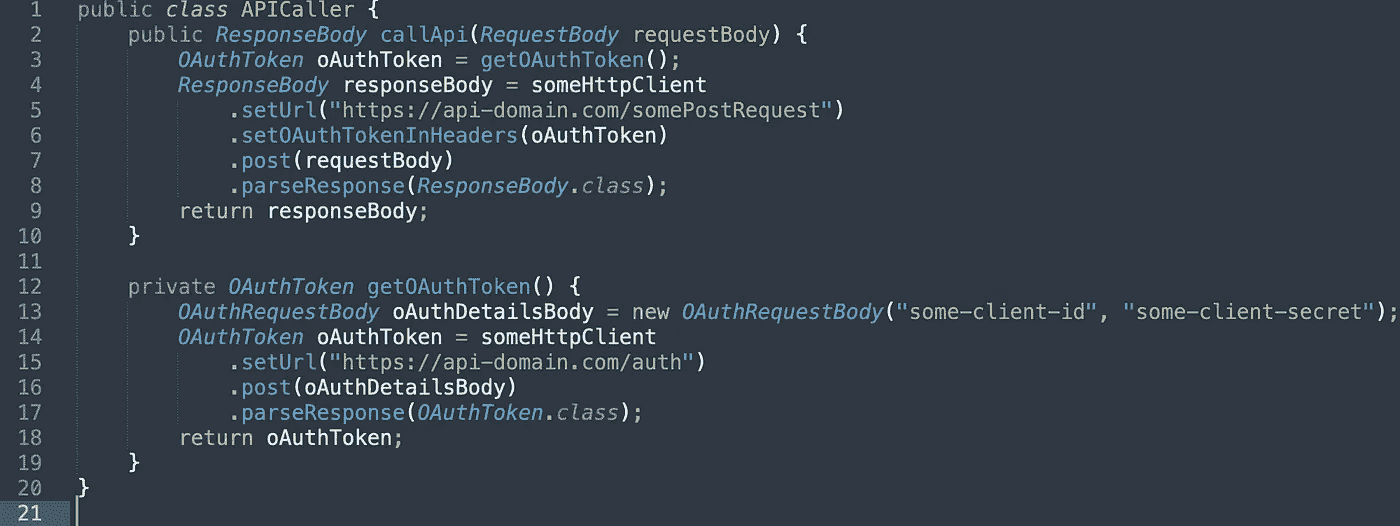 1 public class APICaller {
2 public ResponseBody callApi(RequestBody requestBody) {
3 OAuthToken oAuthToken = getOAuthToken();
4 ResponseBody responseBody = someHttpClient
5 .setUrl("https://api-domain.com/somePostRequest")
6 .setOAuthTokenInHeaders(oAuthToken)
7 .post(requestBody)
8 .parseResponse(ResponseBody.class);
9 return responseBody;
10 }
11
12 private OAuthToken getOAuthToken() {
13 OAuthRequestBody oAuthDetailsBody = new OAuthRequestBody("some-client-id", "some-client-secret");
14 OAuthToken oAuthToken = someHttpClient
15 .setUrl("https://api-domain.com/auth")
16 .post(oAuthDetailsBody)
17 .parseResponse(OAuthToken.class);
18 return oAuthToken;
19 }
20 }
21